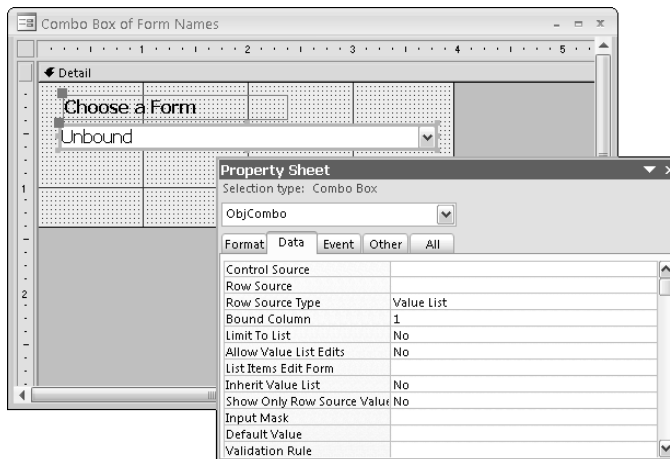 Combo Box of Form Names
1 2 3 4 5
Detail
Choose a Form
Unbound
1
2
Property Sheet
Selection type: Combo Box
ObjCombo
Format Data Event Other All
Control Source
Row Source
Row Source Type Value List
Bound Column 1
Limit To List No
Allow Value List Edits No
List Items Edit Form
Inherit Value List No
Show Only Row Source Value No
Input Mask
Default Value
Validation Rule